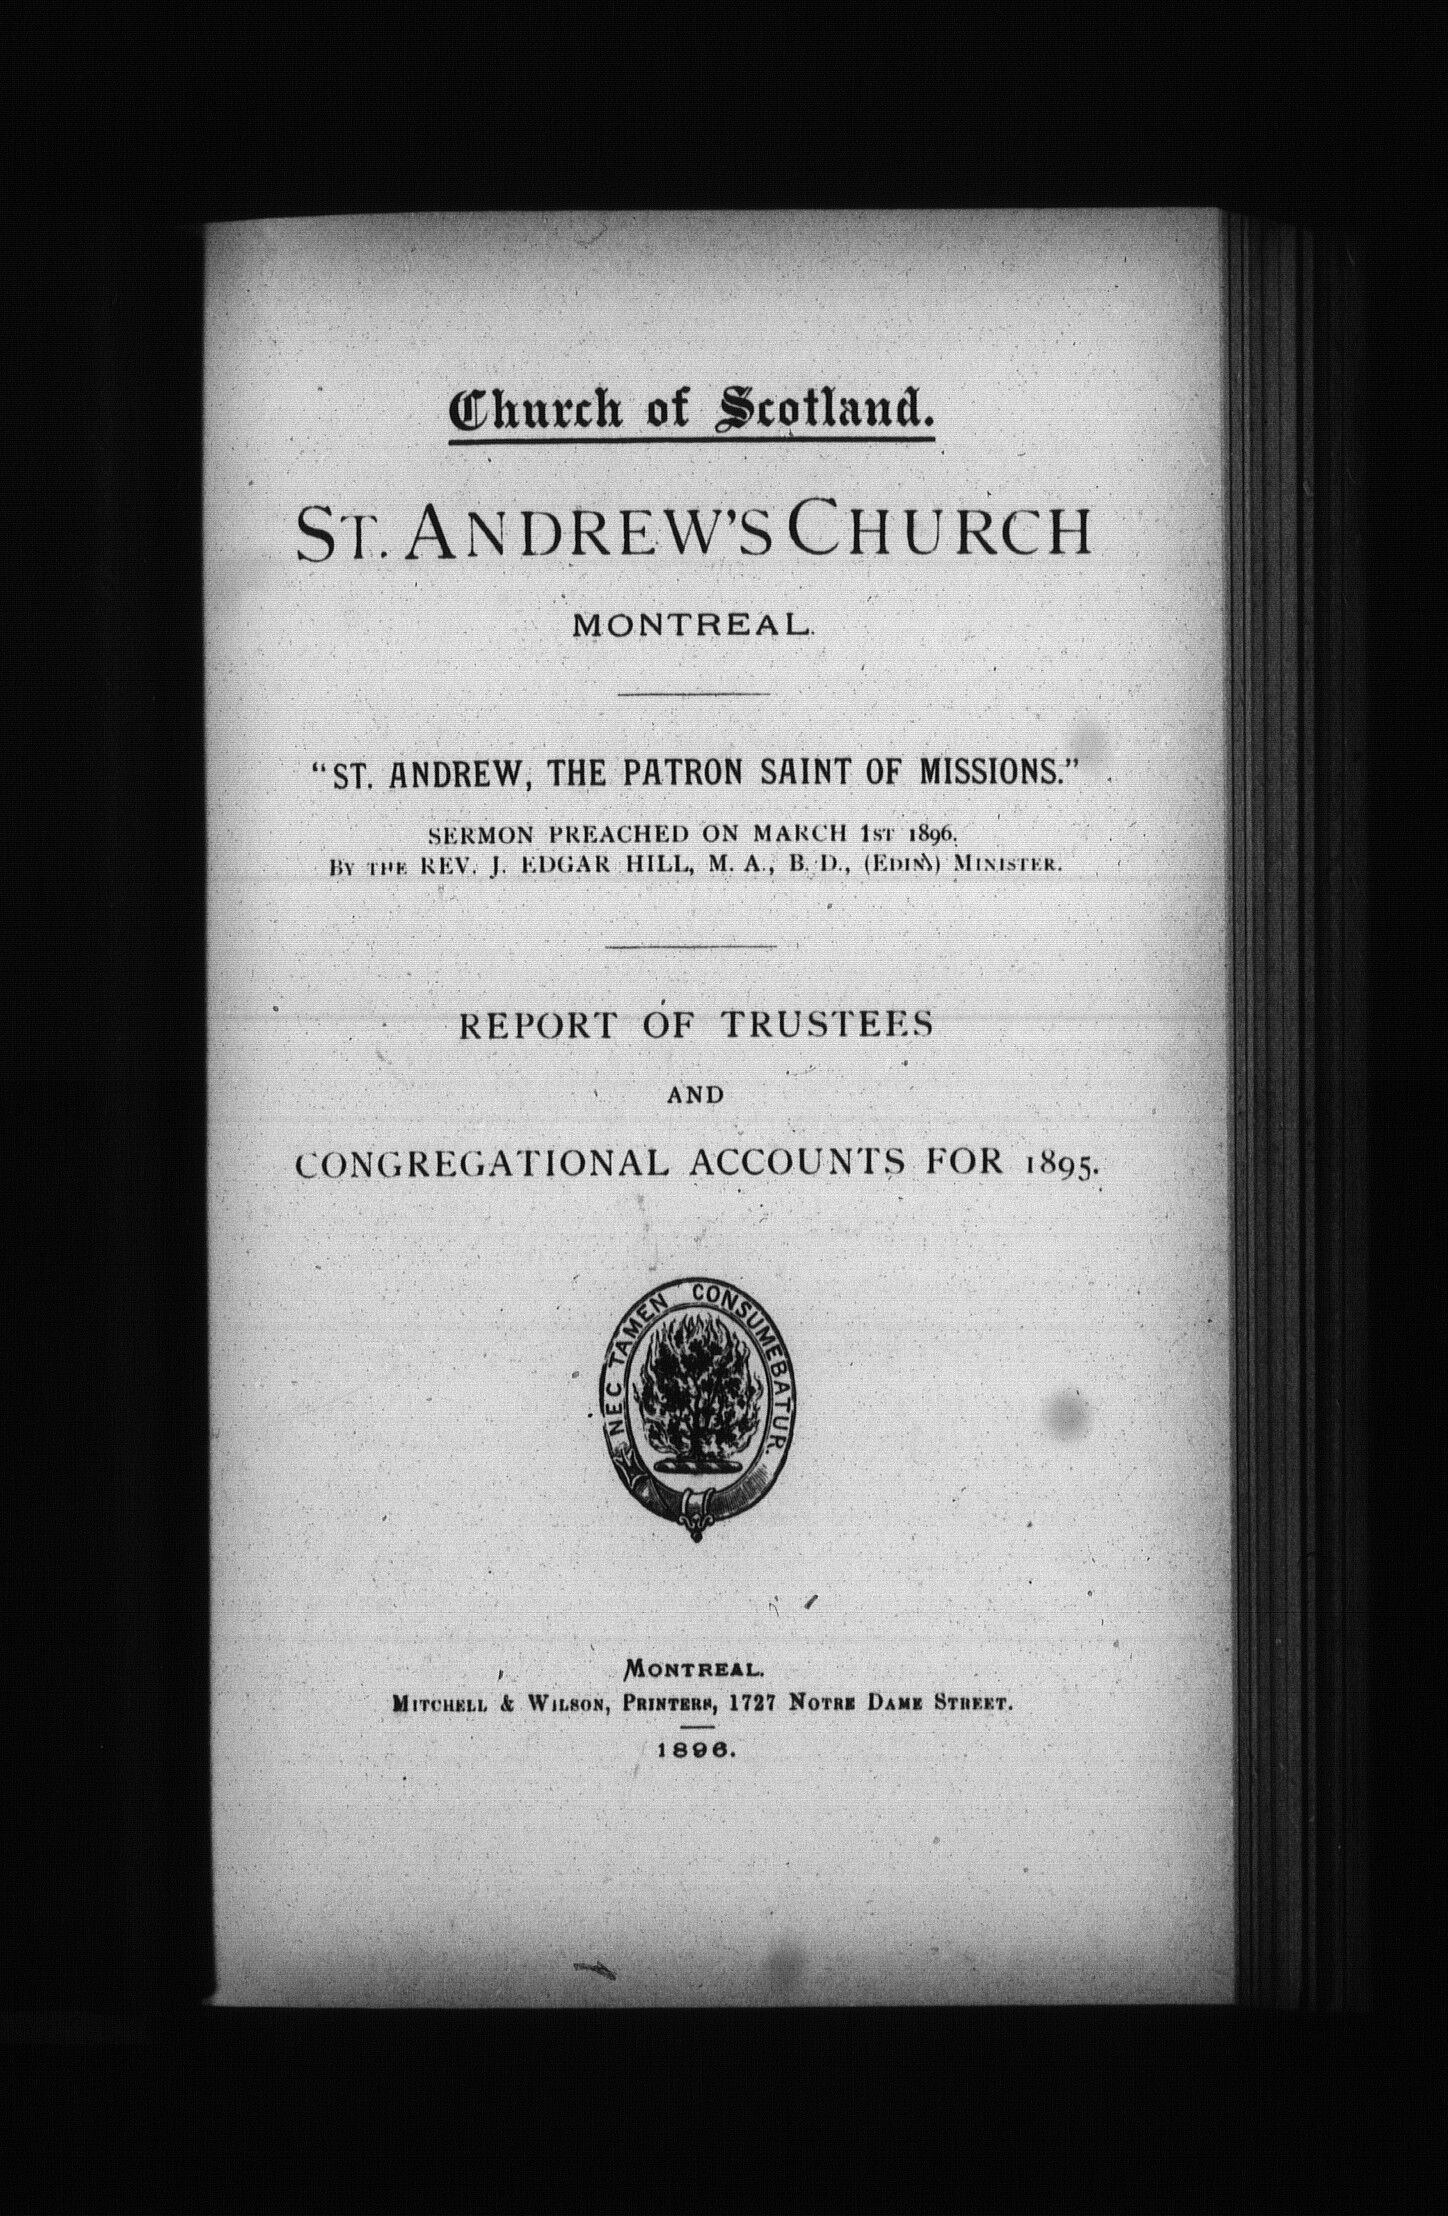 Church of Scotland.
ST. ANDREW'S CHURCH
MONTREAL.
"ST. ANDREW, THE PATRON SAINT OF MISSIONS."
SERMON PREACHED ON MARCH 1ST 1896.
BY THE REV. J. EDGAR HILL, M. A., B. D., (EDIN) MINISTER.
REPORT OF TRUSTEES
AND
CONGREGATIONAL ACCOUNTS FOR 1895.
NEC TAMEN CONSUMEBATUR.
MONTREAL.
MITCHELL & WILSON, PRINTERS, 1727 NOTRE DAME STREET.
1896.